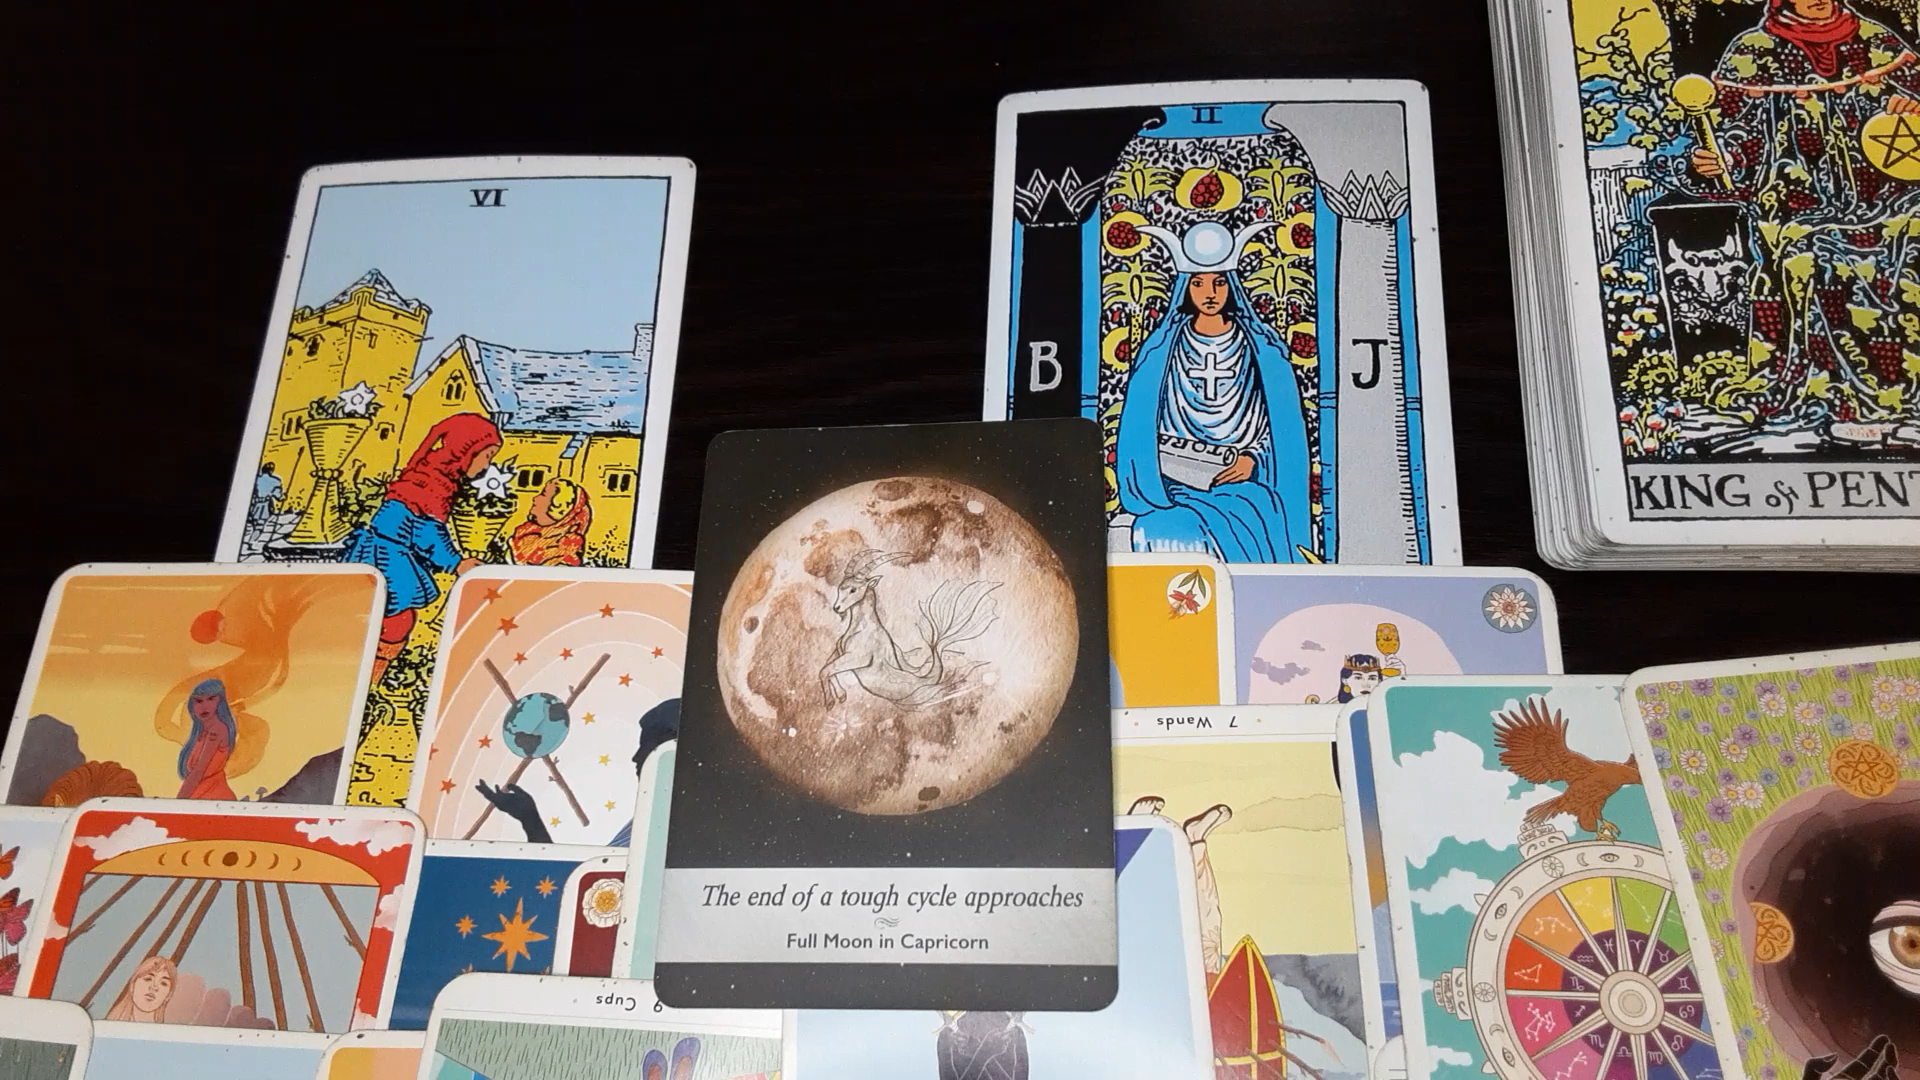 VI
II
B
J
TORA
KING of PENT
7 Wands
The end of a tough cycle approaches
Full Moon in Capricorn
9 Cups